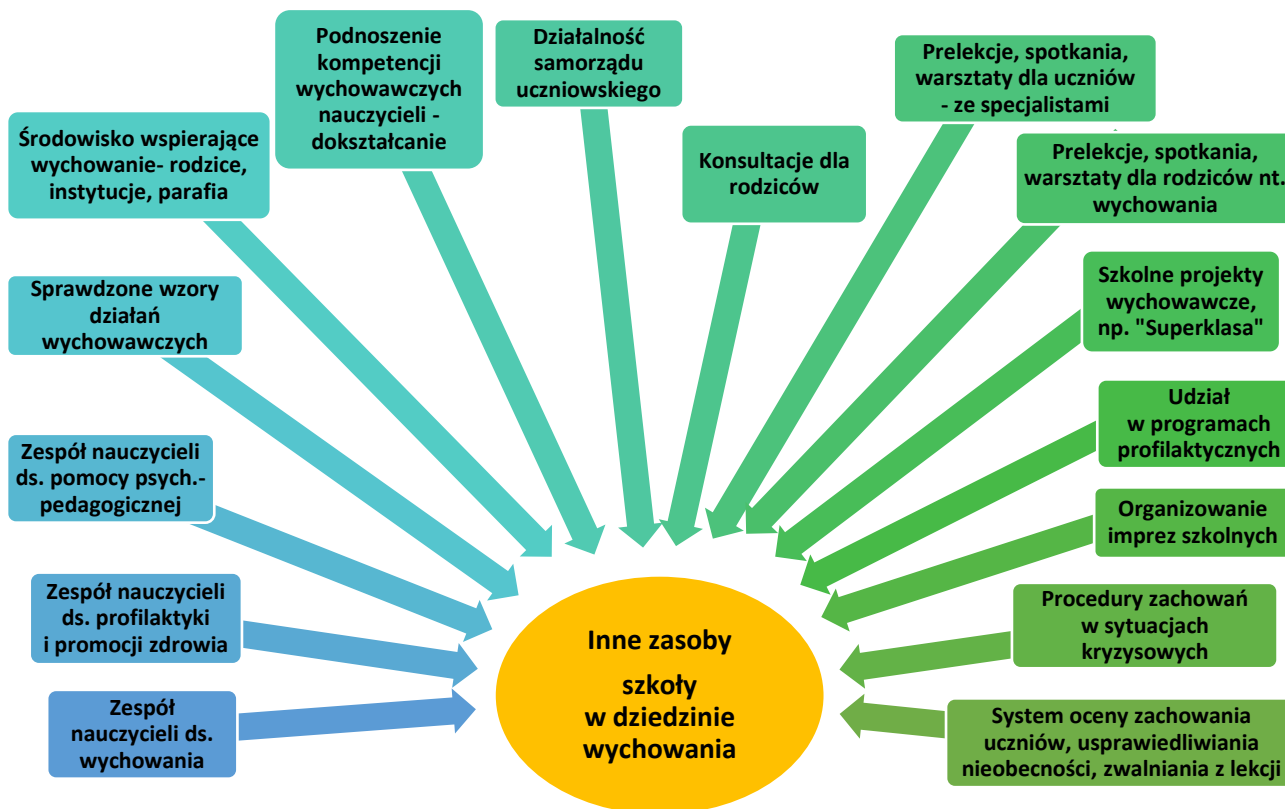 Podnoszenie
kompetencji
wychowawczych
nauczycieli -
dokształcanie
Działalność
samorządu
uczniowskiego
Prelekcje, spotkania,
warsztaty dla uczniów
- ze specjalistami
Środowisko wspierające
wychowanie- rodzice,
instytucje, parafia
Konsultacje dla
rodziców
Prelekcje, spotkania,
warsztaty dla rodziców nt.
wychowania
Sprawdzone wzory
działań
wychowawczych
Szkolne projekty
wychowawcze,
np. "Superklasa"
Udział
w programach
profilaktycznych
Zespół nauczycieli
ds. pomocy psych.-
pedagogicznej
Organizowanie
imprez szkolnych
Zespół nauczycieli
ds. profilaktyki
i promocji zdrowia
Procedury zachowań
w sytuacjach
kryzysowych
Zespół
nauczycieli ds.
wychowania
System oceny zachowania
uczniów, usprawiedliwiania
nieobecności, zwalniania z lekcji
Inne zasoby
szkoły
w dziedzinie
wychowania